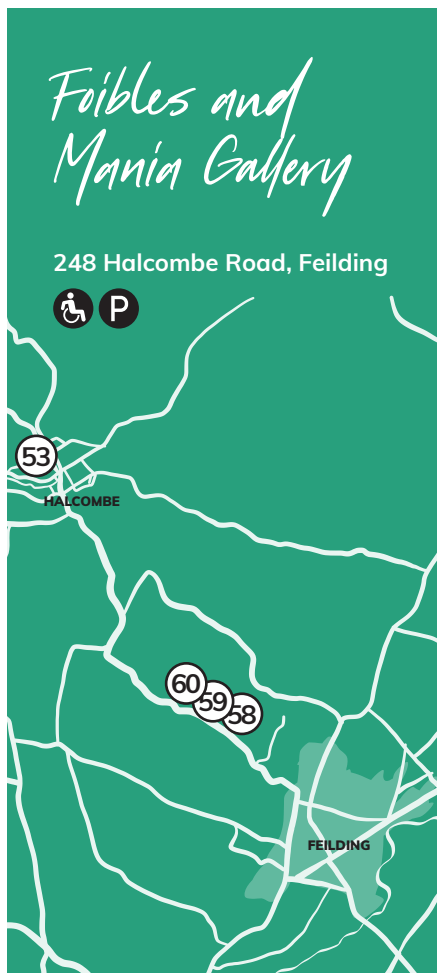 Foibles and
Mania Gallery
248 Halcombe Road, Feilding
P
53
HALCOMBE
60
59
58
FEILDING